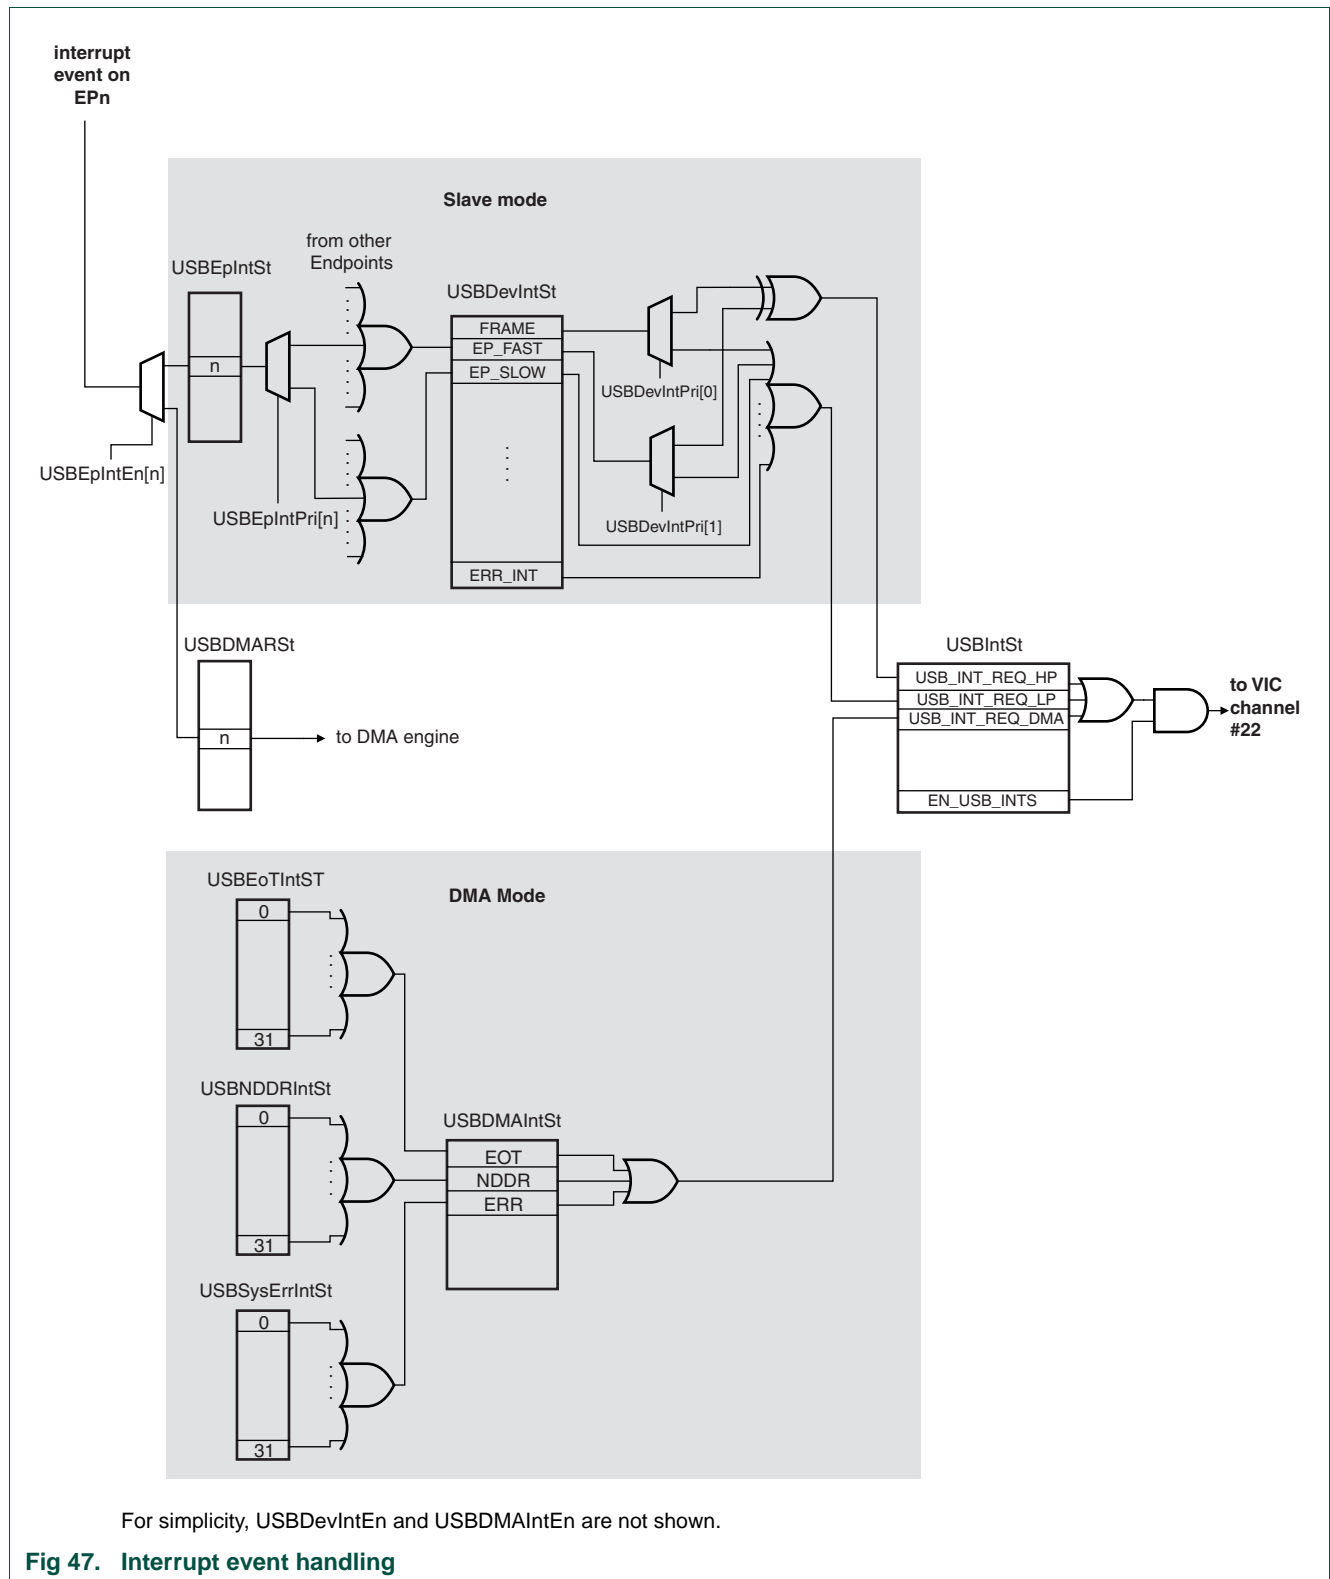 interrupt
event on
EPn
Slave mode
from other
Endpoints
USBEpIntSt
n
USBEpIntEn[n]
USBEpIntPri[n]
USBDevIntSt
FRAME
EP_FAST
EP_SLOW
ERR_INT
USBDevIntPri[0]
USBDevIntPri[1]
USBDMARSt
n
to DMA engine
USBIntSt
USB_INT_REQ_HP
USB_INT_REQ_LP
USB_INT_REQ_DMA
EN_USB_INTS
to VIC
channel
#22
DMA Mode
USBEoTIntST
0
31
USBNDDRIntSt
0
31
USBSysErrIntSt
0
31
USBDMAIntSt
EOT
NDDR
ERR
For simplicity, USBDevIntEn and USBDMAIntEn are not shown.
Fig 47. Interrupt event handling